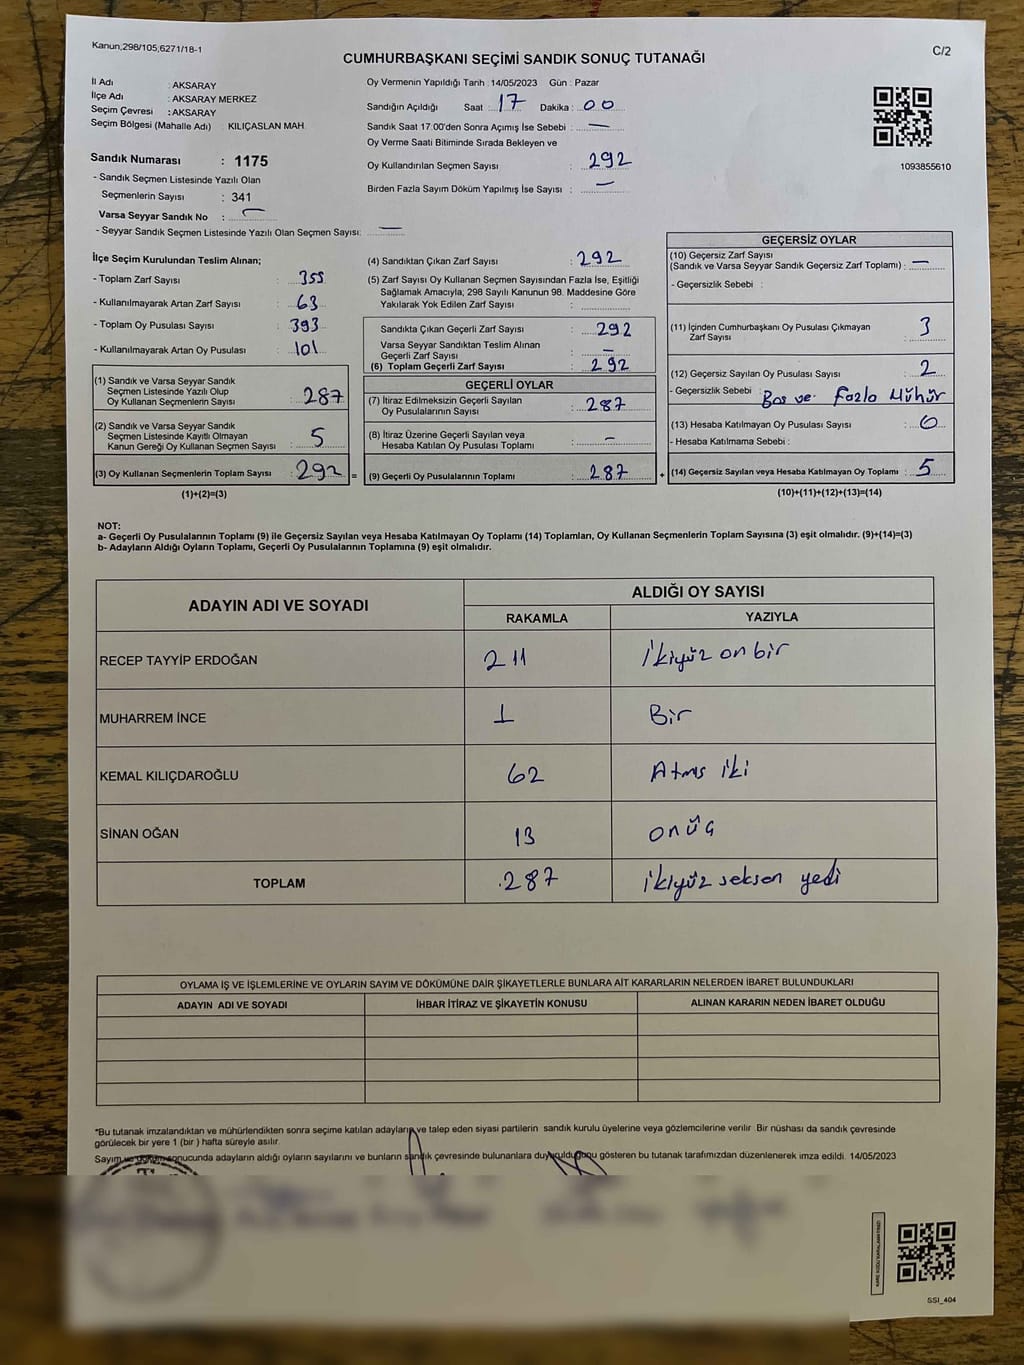 Kanun,298/105,6271/18-1
C/2
CUMHURBAŞKANI SEÇİMİ SANDIK SONUÇ TUTANAĞI
İl Adı : AKSARAY
İlçe Adı : AKSARAY MERKEZ
Seçim Çevresi : AKSARAY
Seçim Bölgesi (Mahalle Adı) : KILIÇASLAN MAH.
Sandık Numarası : 1175
- Sandık Seçmen Listesinde Yazılı Olan
Seçmenlerin Sayısı : 341
Varsa Seyyar Sandık No : —
- Seyyar Sandık Seçmen Listesinde Yazılı Olan Seçmen Sayısı: —
Oy Vermenin Yapıldığı Tarih : 14/05/2023 Gün : Pazar
Sandığın Açıldığı Saat : 17 Dakika : 00
Sandık Saat 17:00'den Sonra Açımış İse Sebebi : —
Oy Verme Saati Bitiminde Sırada Bekleyen ve
Oy Kullandırılan Seçmen Sayısı : 292
Birden Fazla Sayım Döküm Yapılmış İse Sayısı : —
1093855610
İlçe Seçim Kurulundan Teslim Alınan;
- Toplam Zarf Sayısı : 355
- Kullanılmayarak Artan Zarf Sayısı : 63
- Toplam Oy Pusulası Sayısı : 393
- Kullanılmayarak Artan Oy Pusulası : 101
(1) Sandık ve Varsa Seyyar Sandık
Seçmen Listesinde Yazılı Olup
Oy Kullanan Seçmenlerin Sayısı : 287
(2) Sandık ve Varsa Seyyar Sandık
Seçmen Listesinde Kayıtlı Olmayan
Kanun Gereği Oy Kullanan Seçmen Sayısı : 5
(3) Oy Kullanan Seçmenlerin Toplam Sayısı : 292 =
(1)+(2)=(3)
(4) Sandıktan Çıkan Zarf Sayısı : 292
(5) Zarf Sayısı Oy Kullanan Seçmen Sayısından Fazla İse, Eşitliği
Sağlamak Amacıyla; 298 Sayılı Kanunun 98. Maddesine Göre
Yakılarak Yok Edilen Zarf Sayısı :
Sandıkta Çıkan Geçerli Zarf Sayısı : 292
Varsa Seyyar Sandıktan Teslim Alınan
Geçerli Zarf Sayısı : —
(6) Toplam Geçerli Zarf Sayısı : 292
GEÇERLİ OYLAR
(7) İtiraz Edilmeksizin Geçerli Sayılan
Oy Pusulalarının Sayısı : 287
(8) İtiraz Üzerine Geçerli Sayılan veya
Hesaba Katılan Oy Pusulası Toplamı : -
(9) Geçerli Oy Pusulalarının Toplamı : 287 +
GEÇERSİZ OYLAR
(10) Geçersiz Zarf Sayısı
(Sandık ve Varsa Seyyar Sandık Geçersiz Zarf Toplamı) : —
- Geçersizlik Sebebi :
(11) İçinden Cumhurbaşkanı Oy Pusulası Çıkmayan
Zarf Sayısı : 3
(12) Geçersiz Sayılan Oy Pusulası Sayısı : 2
- Geçersizlik Sebebi : Boş ve Fazla Mühür
(13) Hesaba Katılmayan Oy Pusulası Sayısı : 0
- Hesaba Katılmama Sebebi :
(14) Geçersiz Sayılan veya Hesaba Katılmayan Oy Toplamı : 5
(10)+(11)+(12)+(13)=(14)
NOT:
a- Geçerli Oy Pusulalarının Toplamı (9) ile Geçersiz Sayılan veya Hesaba Katılmayan Oy Toplamı (14) Toplamları, Oy Kullanan Seçmenlerin Toplam Sayısına (3) eşit olmalıdır. (9)+(14)=(3)
b- Adayların Aldığı Oyların Toplamı, Geçerli Oy Pusulalarının Toplamına (9) eşit olmalıdır.
ADAYIN ADI VE SOYADI
ALDIĞI OY SAYISI
RAKAMLA YAZIYLA
RECEP TAYYİP ERDOĞAN 211 İkiyüz on bir
MUHARREM İNCE 1 Bir
KEMAL KILIÇDAROĞLU 62 Atmış iki
SİNAN OĞAN 13 onüç
TOPLAM 287 ikiyüz seksen yedi
OYLAMA İŞ VE İŞLEMLERİNE VE OYLARIN SAYIM VE DÖKÜMÜNE DAİR ŞİKAYETLERLE BUNLARA AİT KARARLARIN NELERDEN İBARET BULUNDUKLARI
ADAYIN ADI VE SOYADI İHBAR İTİRAZ VE ŞİKAYETİN KONUSU ALINAN KARARIN NEDEN İBARET OLDUĞU
*Bu tutanak imzalandıktan ve mühürlendikten sonra seçime katılan adayların ve talep eden siyasi partilerin sandık kurulu üyelerine veya gözlemcilerine verilir. Bir nüshası da sandık çevresinde
görülecek bir yere 1 (bir ) hafta süreyle asılır.
Sayım ve döküm sonucunda adayların aldığı oyların sayılarını ve bunların sandık çevresinde bulunanlara duyurulduğunu gösteren bu tutanak tarafımızdan düzenlenerek imza edildi. 14/05/2023
SSI_404